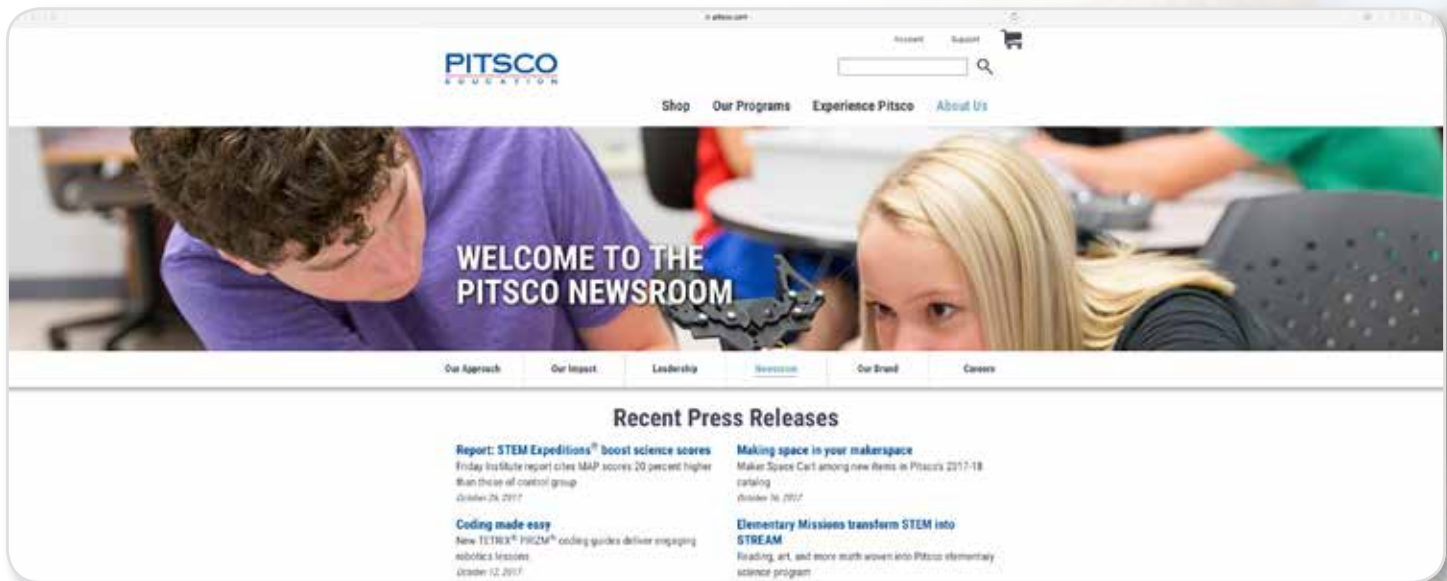 pitsco.com
Account Support
PITSCO
EDUCATION
Shop Our Programs Experience Pitsco About Us
WELCOME TO THE
PITSCO NEWSROOM
Our Approach Our Impact Leadership Newsroom Our Brand Careers
Recent Press Releases
Report: STEM Expeditions® boost science scores
Friday Institute report cites MAP scores 20 percent higher
than those of control group
October 26, 2017
Making space in your makerspace
Maker Space Cart among new items in Pitsco's 2017-18
catalog
October 16, 2017
Coding made easy
New TETRIX® PRIZM® coding guides deliver engaging
robotics lessons
October 12, 2017
Elementary Missions transform STEM into
STREAM
Reading, art, and more math woven into Pitsco elementary
science program